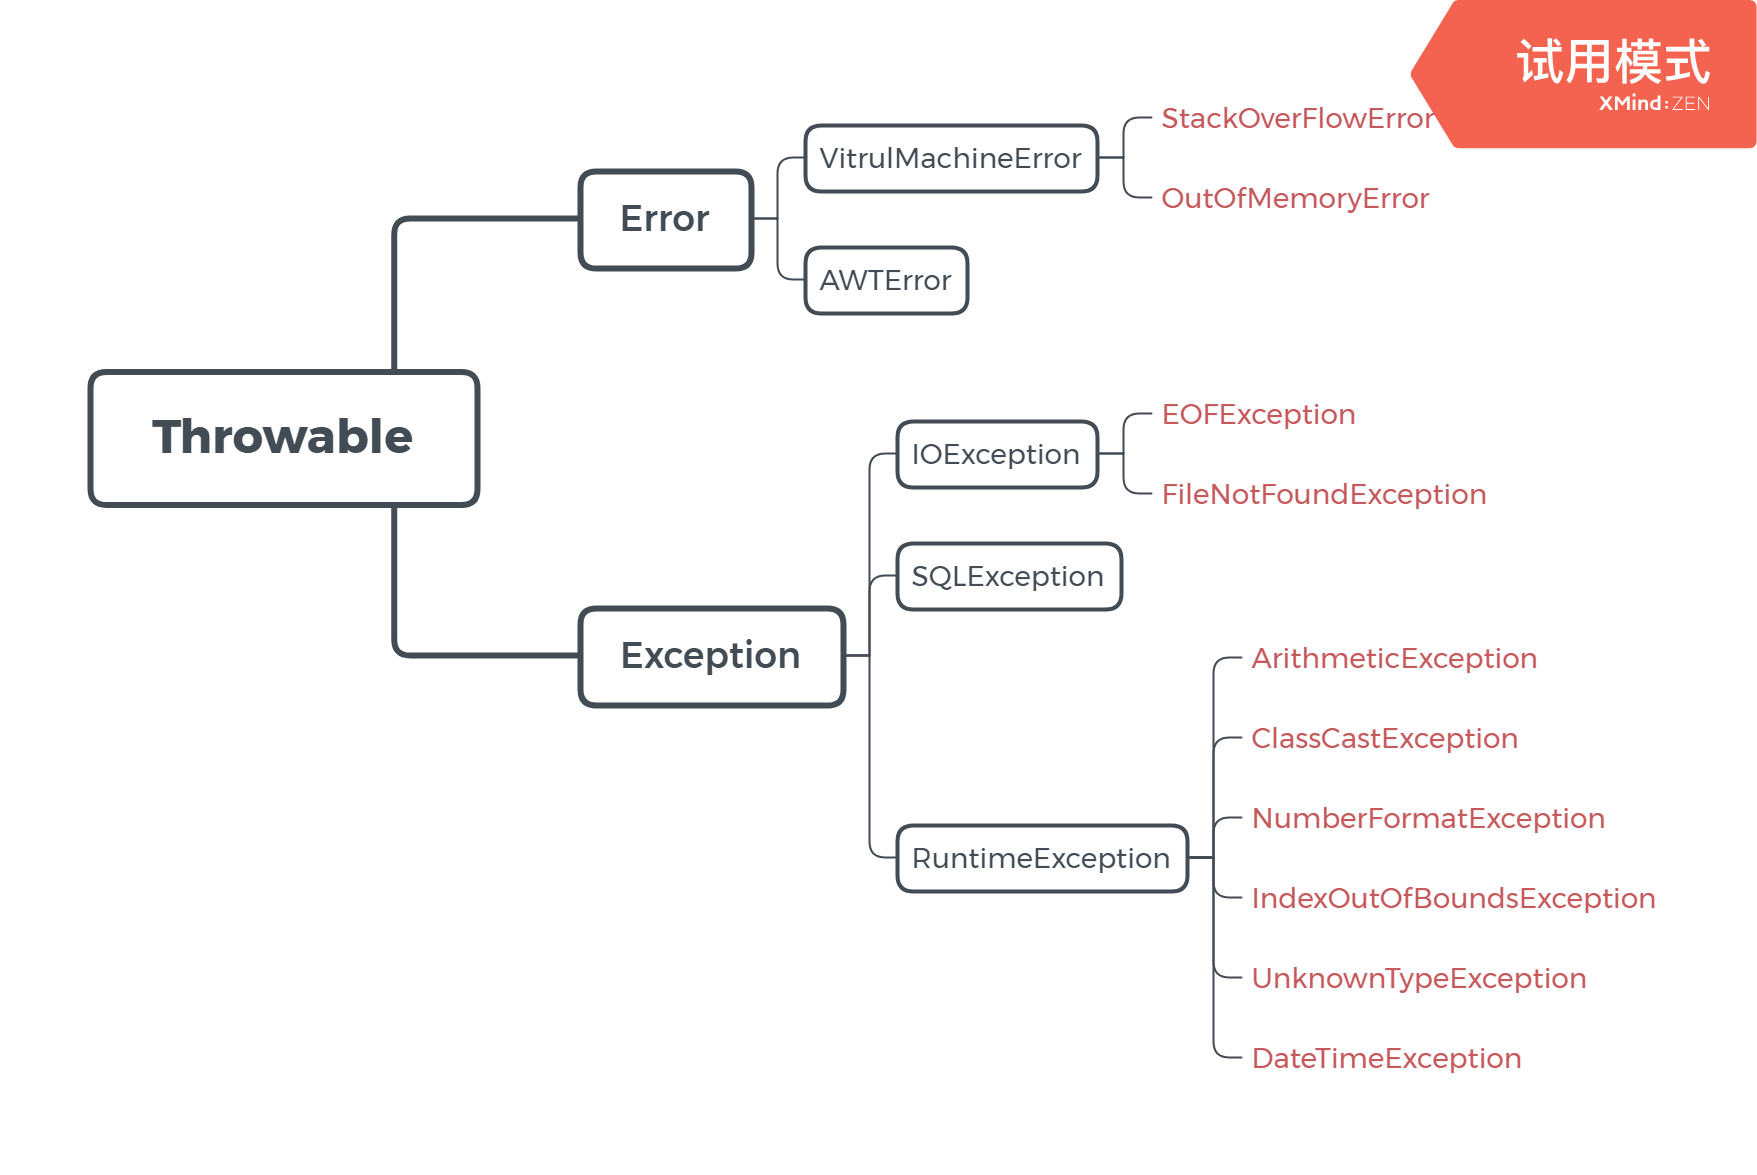 试用模式
XMind:ZEN
StackOverFlowError
VitrulMachineError
OutOfMemoryError
Error
AWTError
Throwable
EOFException
IOException
FileNotFoundException
SQLException
Exception
ArithmeticException
ClassCastException
NumberFormatException
RuntimeException
IndexOutOfBoundsException
UnknownTypeException
DateTimeException